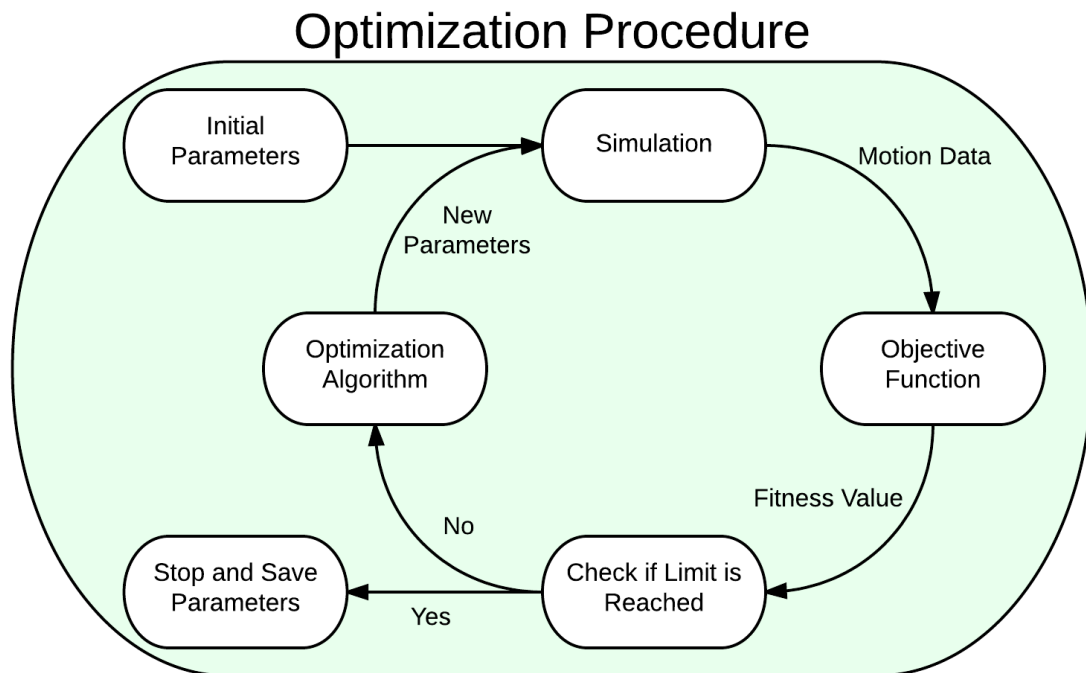 Optimization Procedure
Initial
Parameters
Simulation
Motion Data
New
Parameters
Optimization
Algorithm
Objective
Function
Fitness Value
No
Stop and Save
Parameters
Yes
Check if Limit is
Reached